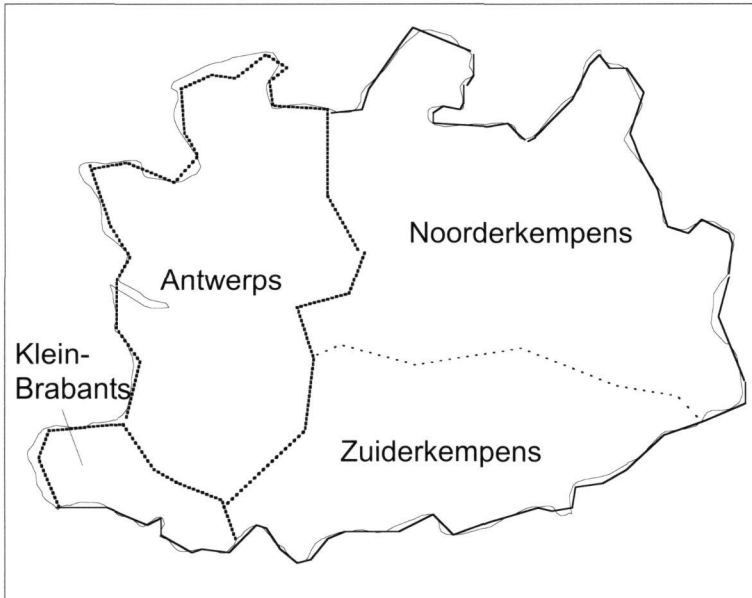 Noorderkempens
Antwerps
Klein-
Brabants
Zuiderkempens